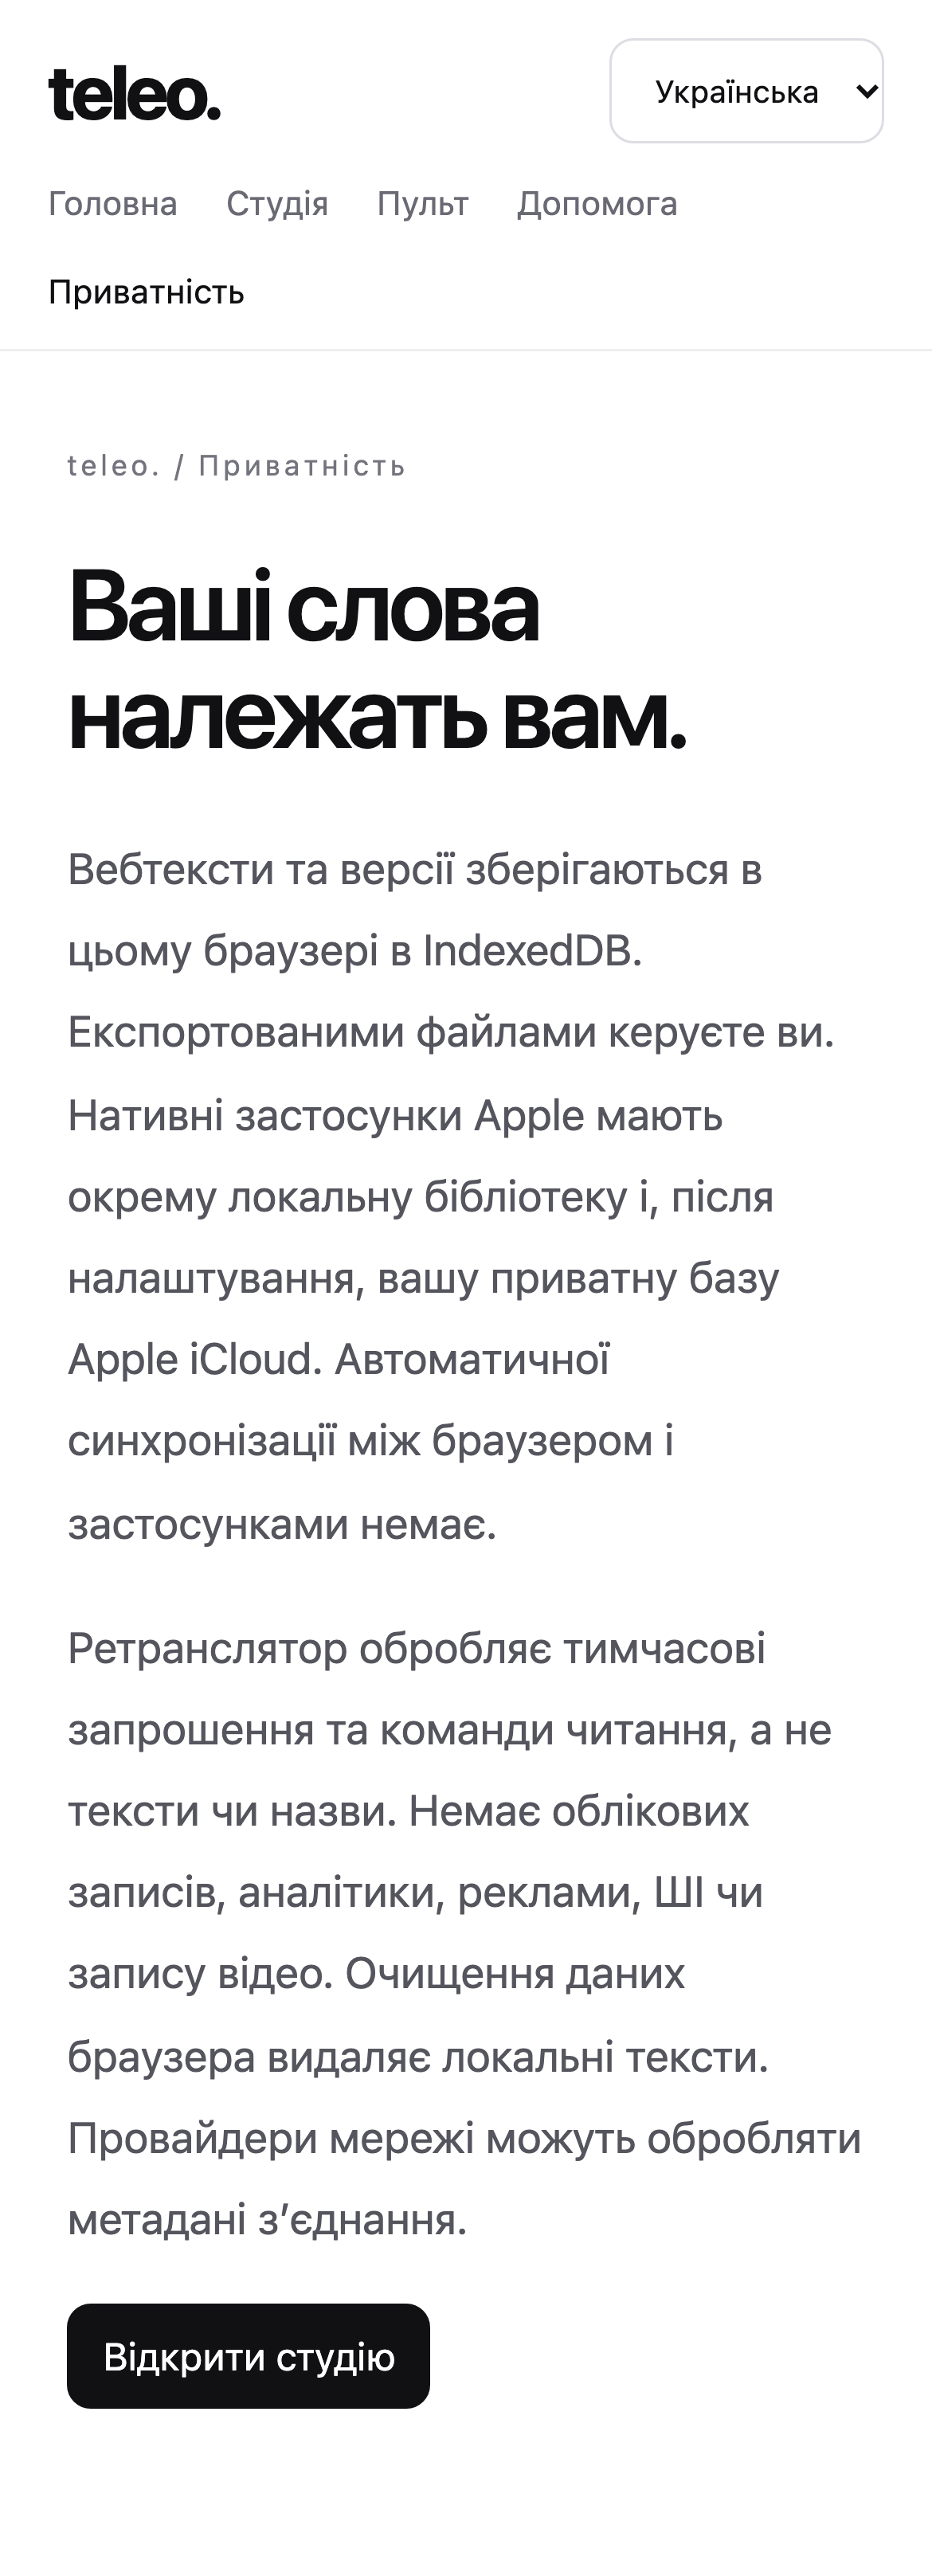 teleo.
Українська
Головна Студія Пульт Допомога
Приватність
teleo. / Приватність
Ваші слова
належать вам.
Вебтексти та версії зберігаються в
цьому браузері в IndexedDB.
Експортованими файлами керуєте ви.
Нативні застосунки Apple мають
окрему локальну бібліотеку і, після
налаштування, вашу приватну базу
Apple iCloud. Автоматичної
синхронізації між браузером і
застосунками немає.
Ретранслятор обробляє тимчасові
запрошення та команди читання, а не
тексти чи назви. Немає облікових
записів, аналітики, реклами, ШІ чи
запису відео. Очищення даних
браузера видаляє локальні тексти.
Провайдери мережі можуть обробляти
метадані з’єднання.
Відкрити студію